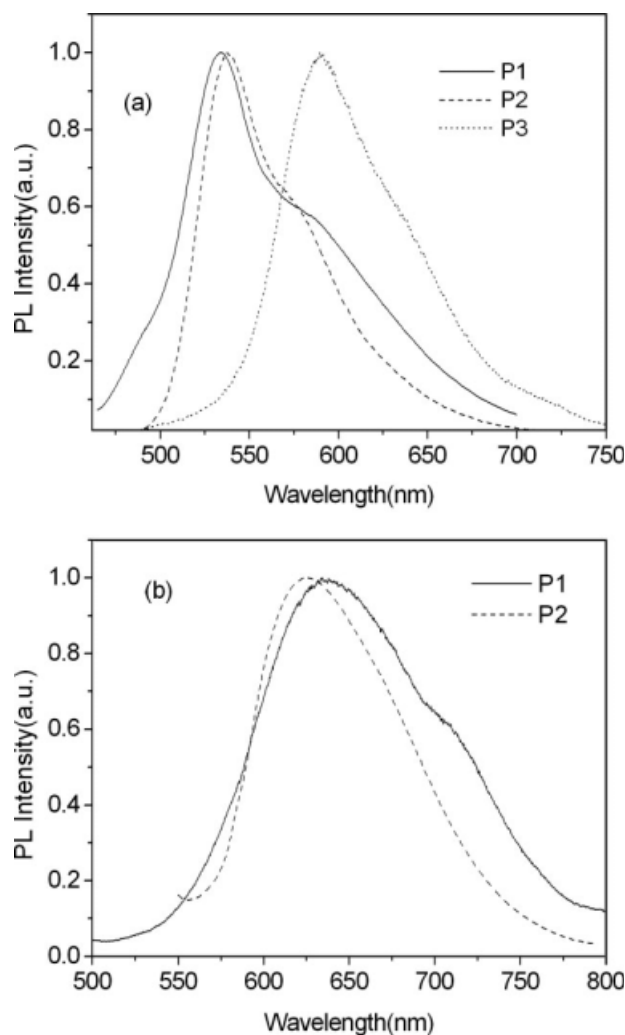 1.0
(a)
P1
P2
P3
0.8
0.6
0.4
0.2
PL Intensity(a.u.)
500 550 600 650 700 750
Wavelength(nm)
1.0
(b)
P1
P2
0.8
0.6
0.4
0.2
0.0
PL Intensity(a.u.)
500 550 600 650 700 750 800
Wavelength(nm)